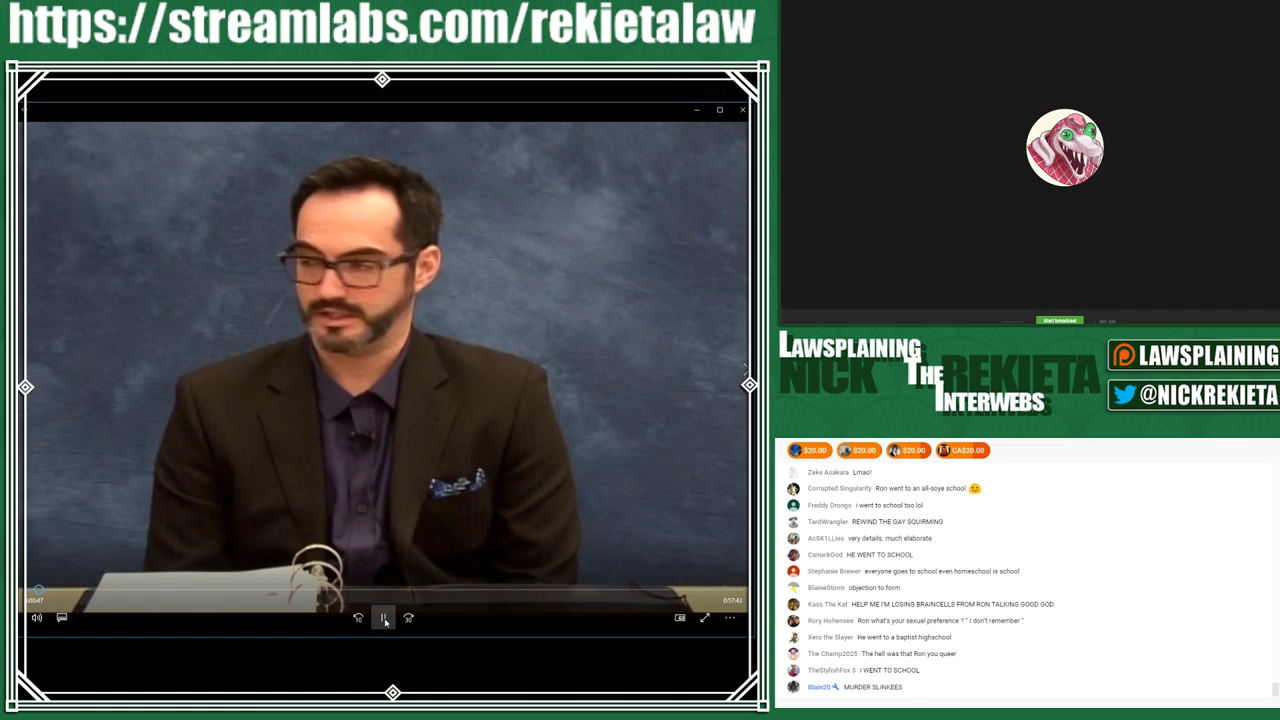 https://streamlabs.com/rekietalaw
0:57:43
10
30
Start broadcast
LAWSPLAINING
THE
INTERWEBS
NICK REKIETA
LAWSPLAINING
@NICKREKIETA
$20.00
$20.00
$20.00
CA$20.00
Zeke Asakura Lmao!
Corrupted Singularity Ron went to an all-soye school
Freddy Drongo i went to school too lol
TardWrangler REWIND THE GAY SQUIRMING
AcSK1LLies very details. much elaborate
CanuckGod HE WENT TO SCHOOL
Stephanie Brewer everyone goes to school even homeschool is school
BlaineStorm objection to form
Kass The Kat HELP ME I'M LOSING BRAINCELLS FROM RON TALKING GOOD GOD
Rory Hohensee Ron what's your sexual preference ? " I don't remember "
Xero the Slayer He went to a baptist highschool
The Champ2025 The hell was that Ron you queer
TheStylishFox 5 I WENT TO SCHOOL
Blain20 MURDER SLINKEES